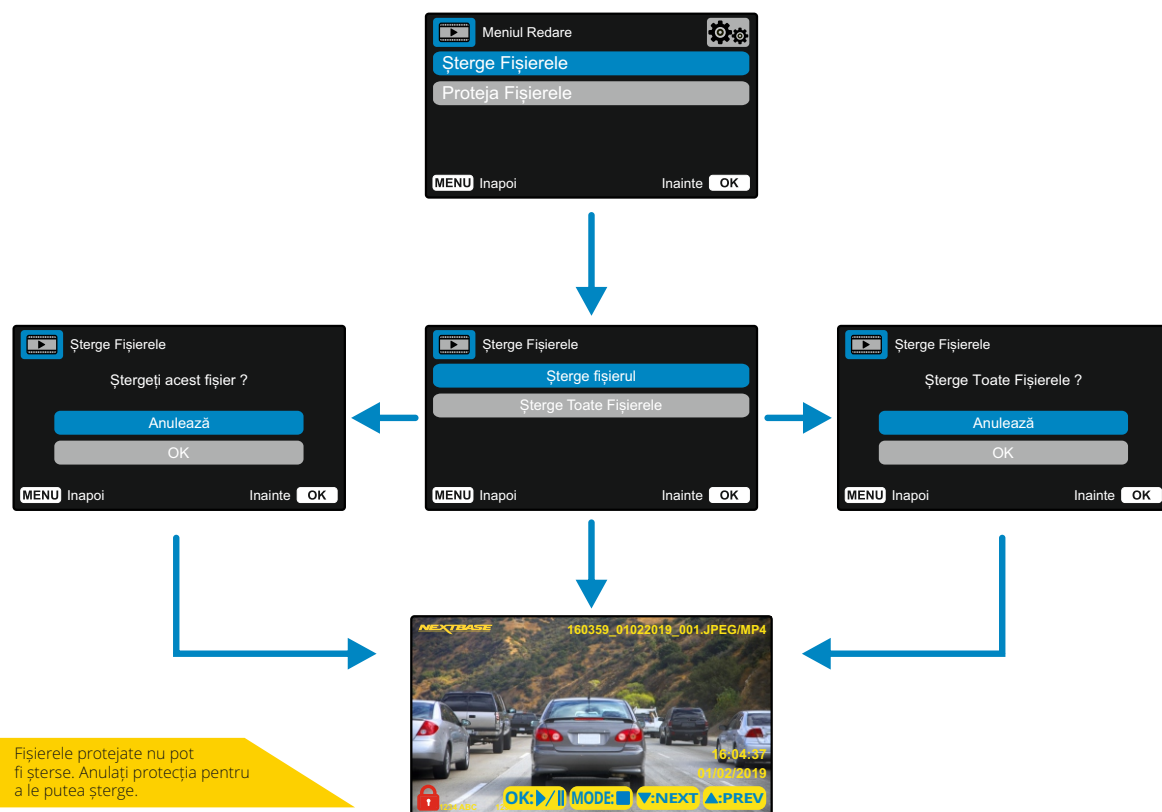 Meniul Redare
Șterge Fișierele
Proteja Fișierele
MENU Inapoi Inainte OK
Șterge Fișierele
Ștergeți acest fișier ?
Anulează
OK
MENU Inapoi Inainte OK
Șterge Fișierele
Șterge fișierul
Șterge Toate Fișierele
MENU Inapoi Inainte OK
Șterge Fișierele
Șterge Toate Fișierele ?
Anulează
OK
MENU Inapoi Inainte OK
NEXTBASE 160359_01022019_001.JPEG/MP4
16:04:37
01/02/2019
OK: MODE: ▼:NEXT ▲:PREV
Fișierele protejate nu pot
fi șterse. Anulați protecția pentru
a le putea șterge.